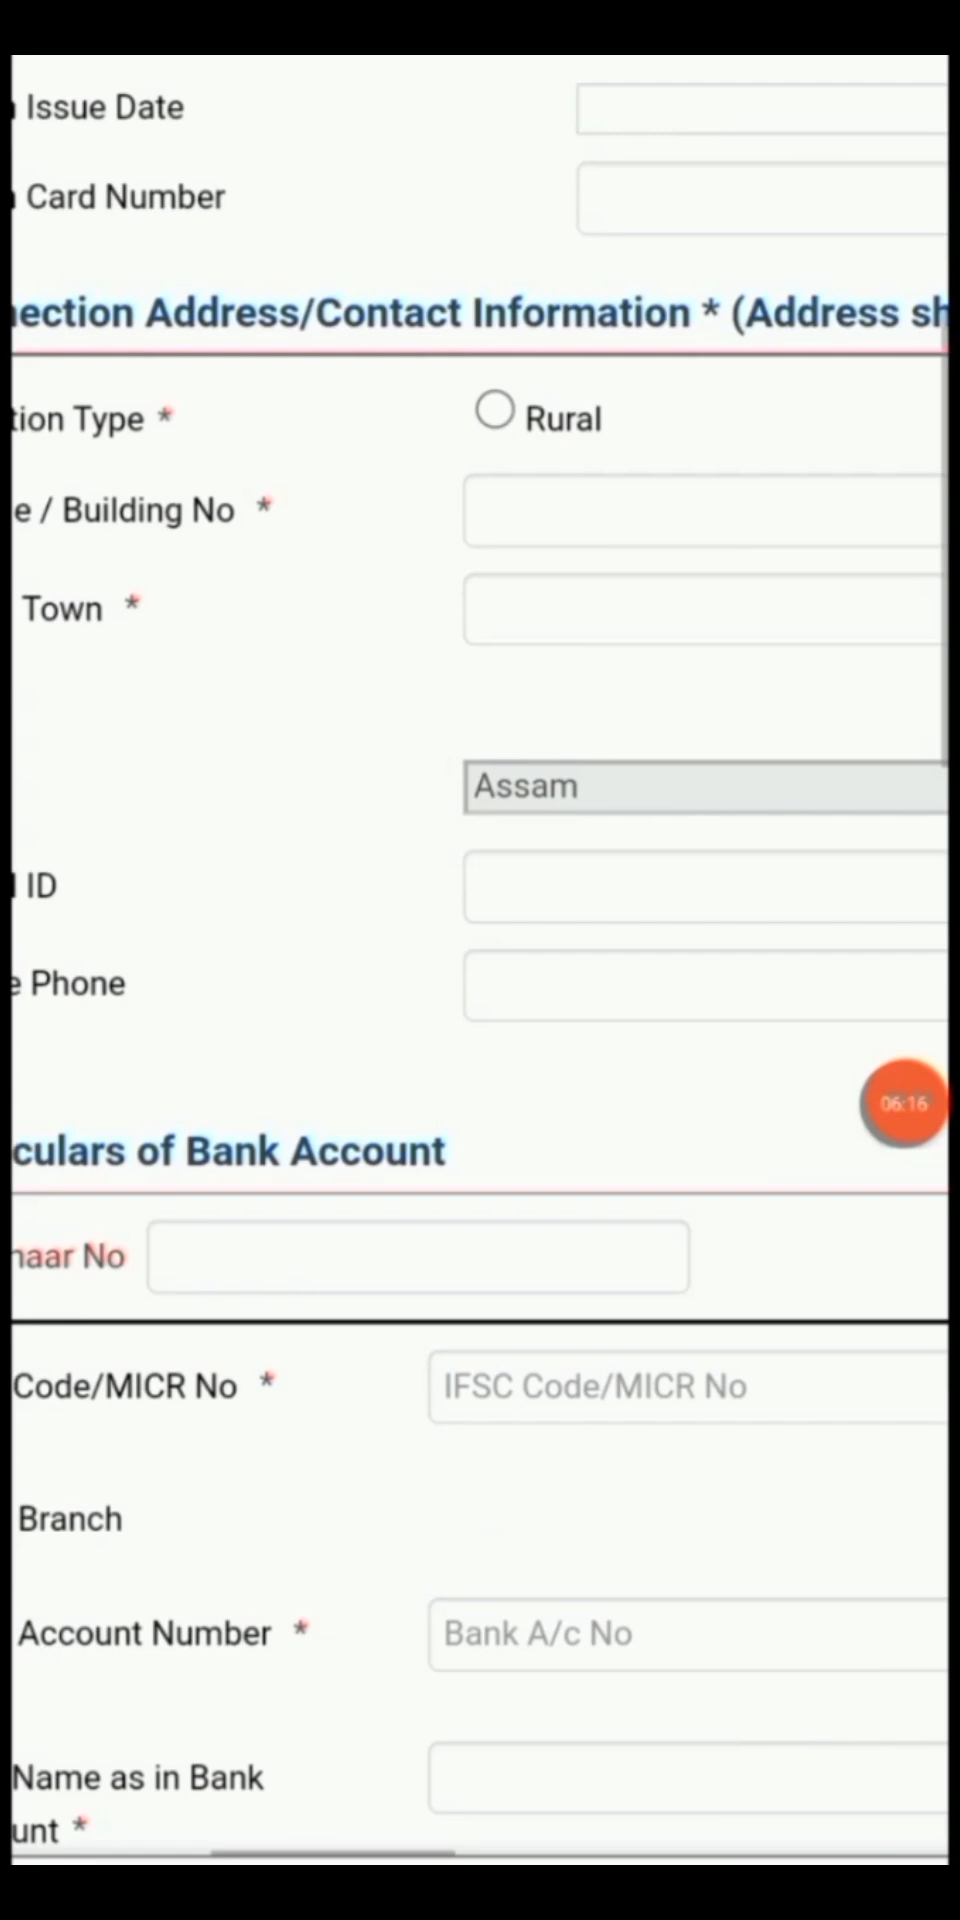 Issue Date
Card Number
ection Address/Contact Information * (Address sh
tion Type * Rural
e / Building No *
Town *
Assam
ID
e Phone
06:16
culars of Bank Account
haar No
Code/MICR No * IFSC Code/MICR No
Branch
Account Number * Bank A/c No
Name as in Bank
unt *